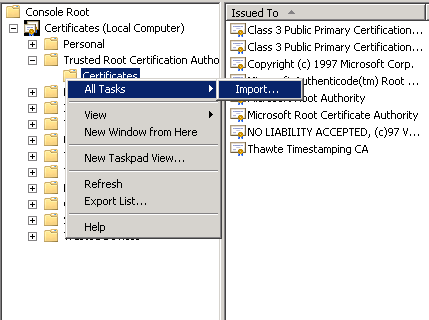 Console Root
Certificates (Local Computer)
Personal
Trusted Root Certification Autho
Certificates
All Tasks
Import...
View
New Window from Here
New Taskpad View...
Refresh
Export List...
Help
Issued To
Class 3 Public Primary Certification...
Class 3 Public Primary Certification...
Copyright (c) 1997 Microsoft Corp.
Microsoft Authenticode(tm) Root ...
Root Authority
Microsoft Root Certificate Authority
NO LIABILITY ACCEPTED, (c)97 V...
Thawte Timestamping CA